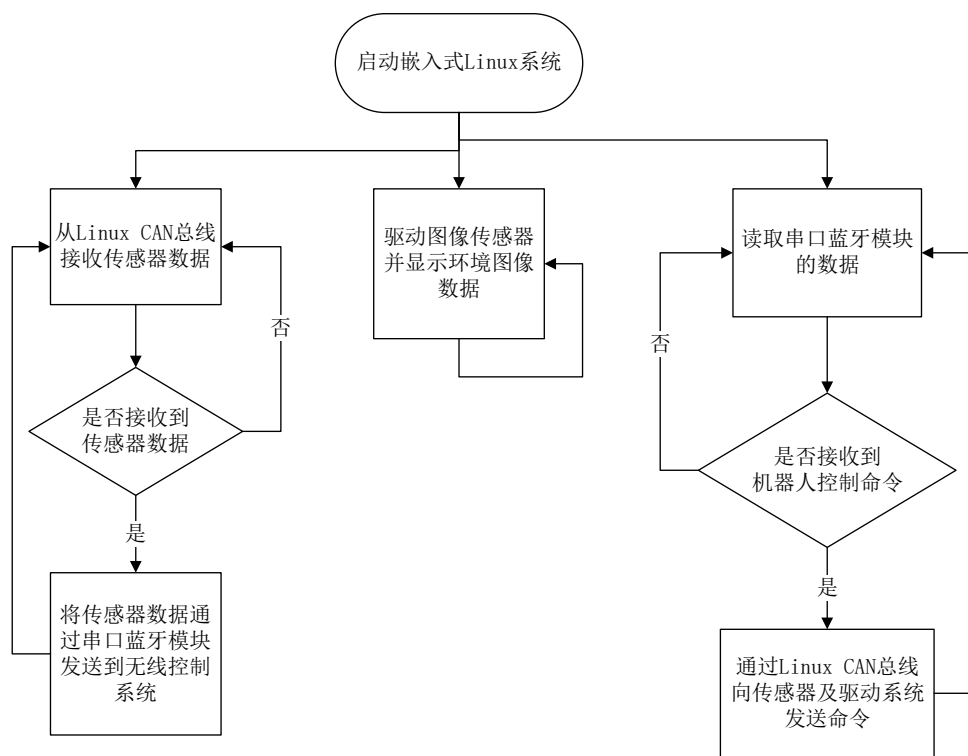 启动嵌入式Linux系统
从Linux CAN总线
接收传感器数据
驱动图像传感器
并显示环境图像
数据
读取串口蓝牙模块
的数据
否
否
是否接收到
传感器数据
是否接收到
机器人控制命令
是
是
将传感器数据通
过串口蓝牙模块
发送到无线控制
系统
通过Linux CAN总线
向传感器及驱动系统
发送命令